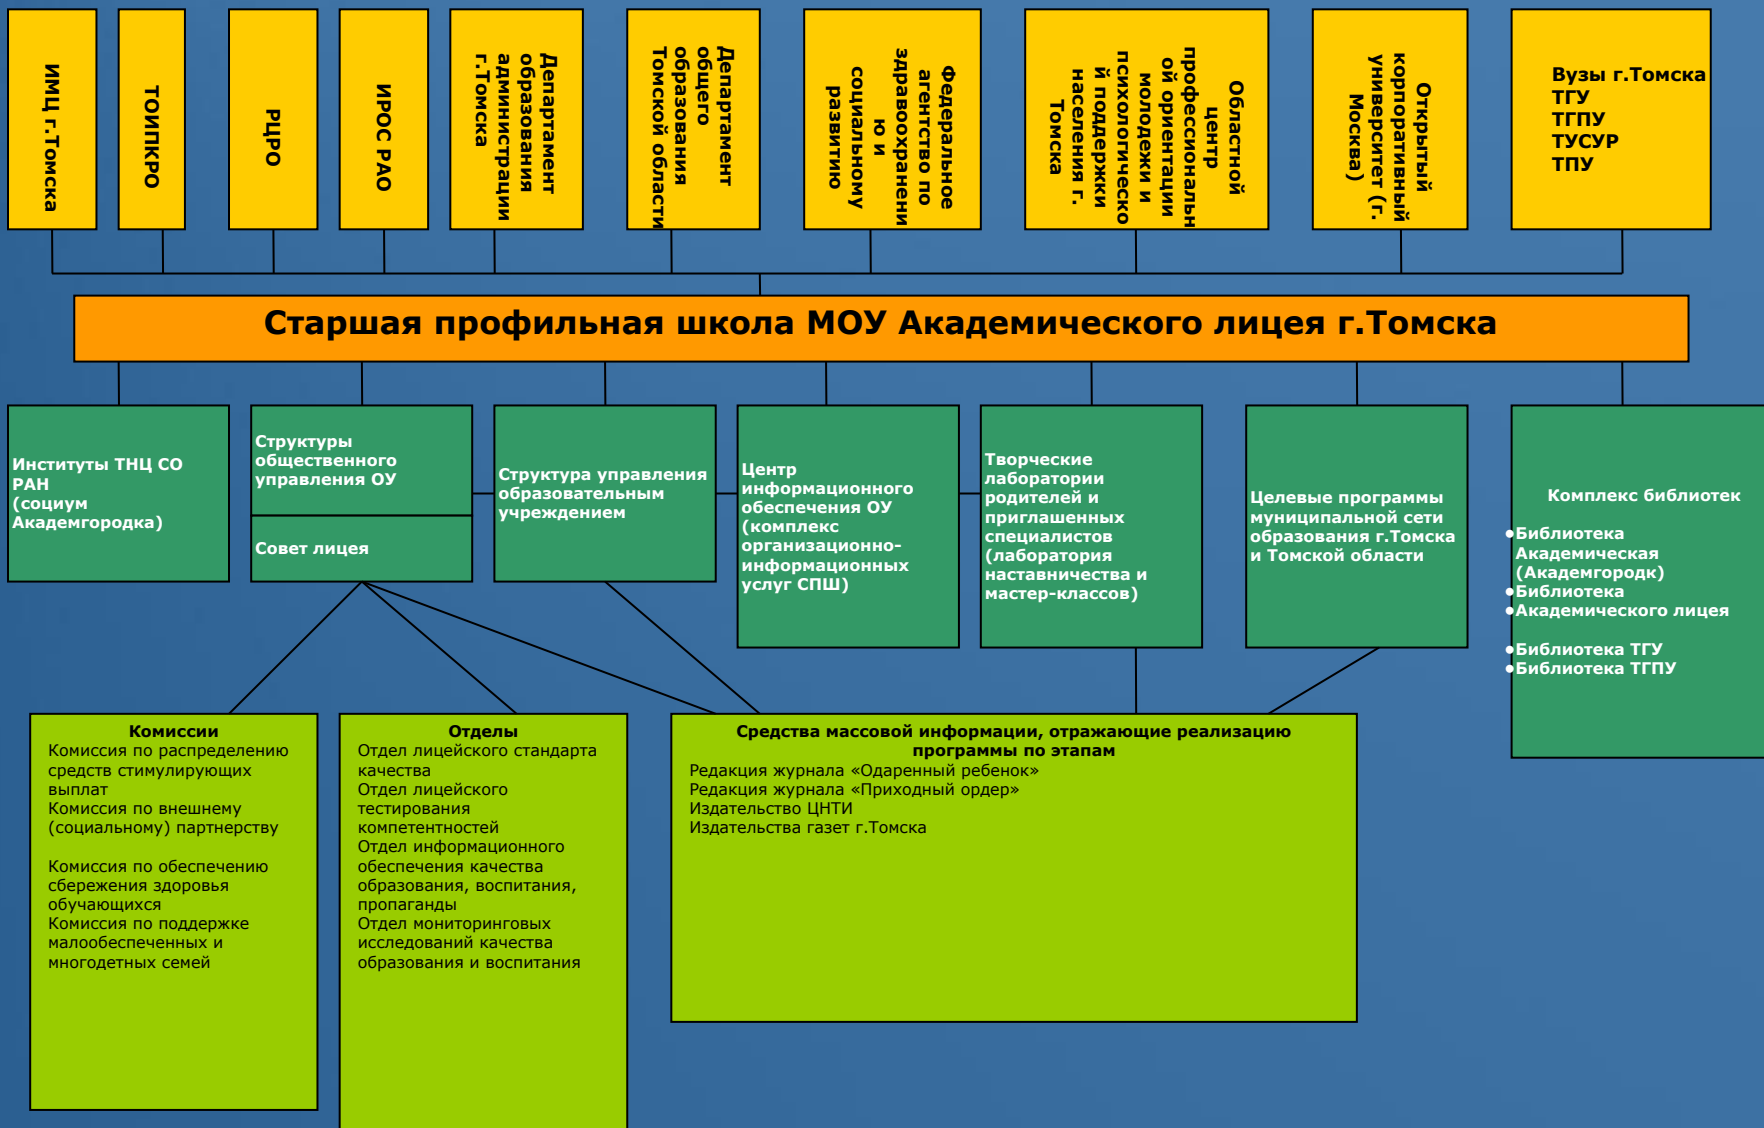 ИМЦ г.Томска
ТОИПКРО
РЦРО
ИРОС РАО
Департамент
образования
администрации
г.Томска
Департамент
общего
образования
Томской области
Федеральное
агентство по
здравоохранени
ю и
социальному
развитию
Областной
центр
профессиональн
ой ориентации
молодежи и
психологическо
й поддержки
населения г.
Томска
Открытый
корпоративный
университет (г.
Москва)
Вузы г.Томска
ТГУ
ТГПУ
ТУСУР
ТПУ
Старшая профильная школа МОУ Академического лицея г.Томска
Институты ТНЦ СО
РАН
(социум
Академгородка)
Структуры
общественного
управления ОУ
Совет лицея
Структура управления
образовательным
учреждением
Центр
информационного
обеспечения ОУ
(комплекс
организационно-
информационных
услуг СПШ)
Творческие
лаборатории
родителей и
приглашенных
специалистов
(лаборатория
наставничества и
мастер-классов)
Целевые программы
муниципальной сети
образования г.Томска
и Томской области
Комплекс библиотек
•Библиотека
Академическая
(Академгородк)
•Библиотека
•Академического лицея
•Библиотека ТГУ
•Библиотека ТГПУ
Комиссии
Комиссия по распределению
средств стимулирующих
выплат
Комиссия по внешнему
(социальному) партнерству
Комиссия по обеспечению
сбережения здоровья
обучающихся
Комиссия по поддержке
малообеспеченных и
многодетных семей
Отделы
Отдел лицейского стандарта
качества
Отдел лицейского
тестирования
компетентностей
Отдел информационного
обеспечения качества
образования, воспитания,
пропаганды
Отдел мониторинговых
исследований качества
образования и воспитания
Средства массовой информации, отражающие реализацию
программы по этапам
Редакция журнала «Одаренный ребенок»
Редакция журнала «Приходный ордер»
Издательство ЦНТИ
Издательства газет г.Томска